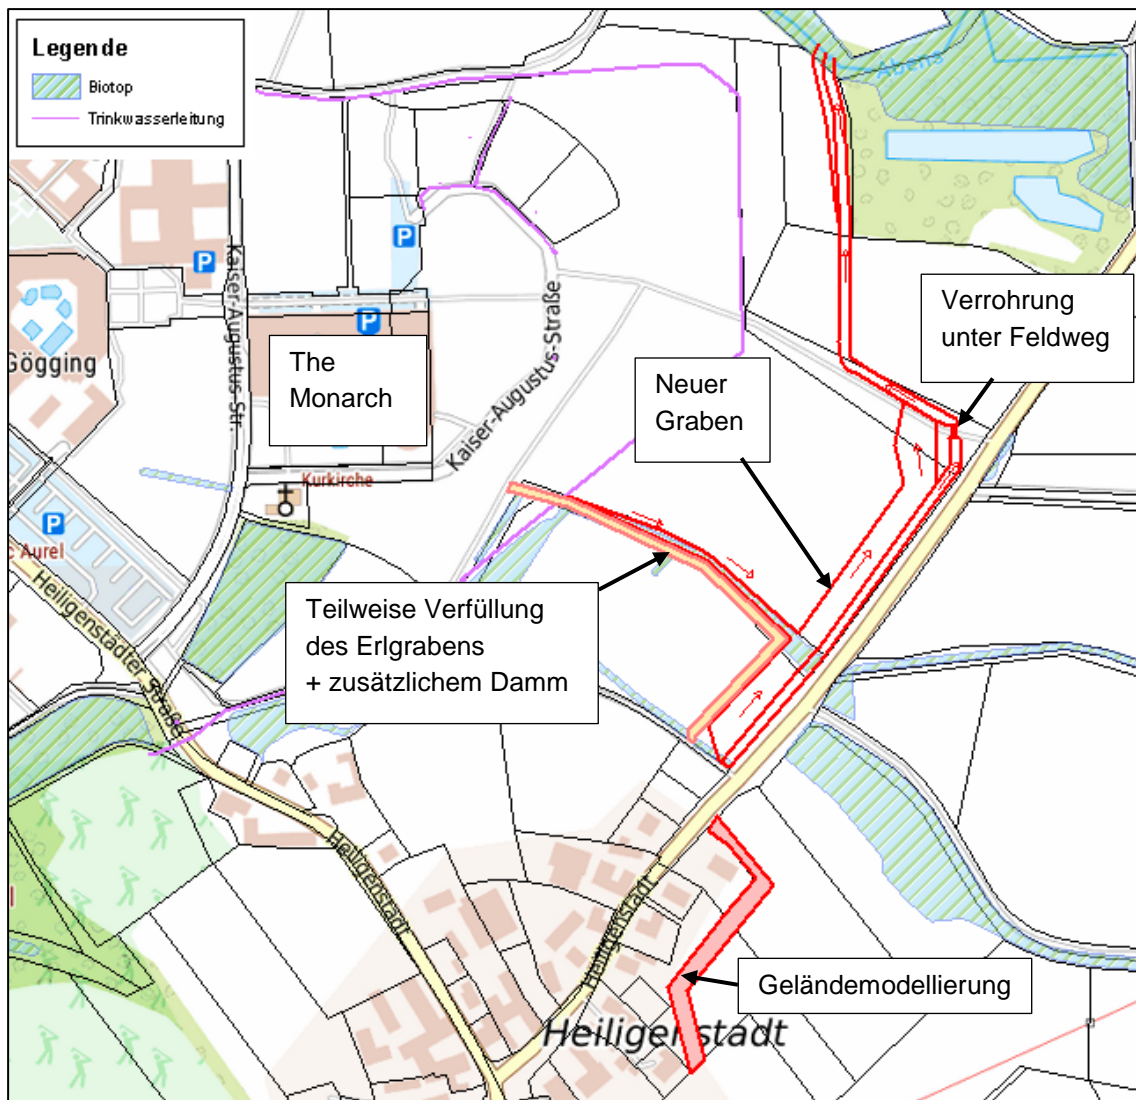 Legende
Biotop
Trinkwasserleitung
Abens
P
P
P
P
Kaiser-Augustus-Str.
Kaiser-Augustus-Straße
Gögging
The
Monarch
Verrohrung
unter Feldweg
Neuer
Graben
Kurkirche
c Aurel
Heiligenstädter Straße
Teilweise Verfüllung
des Erlgrabens
+ zusätzlichem Damm
Heiligenstadt
Heiligenstadt
Geländemodellierung
Heiligenstadt